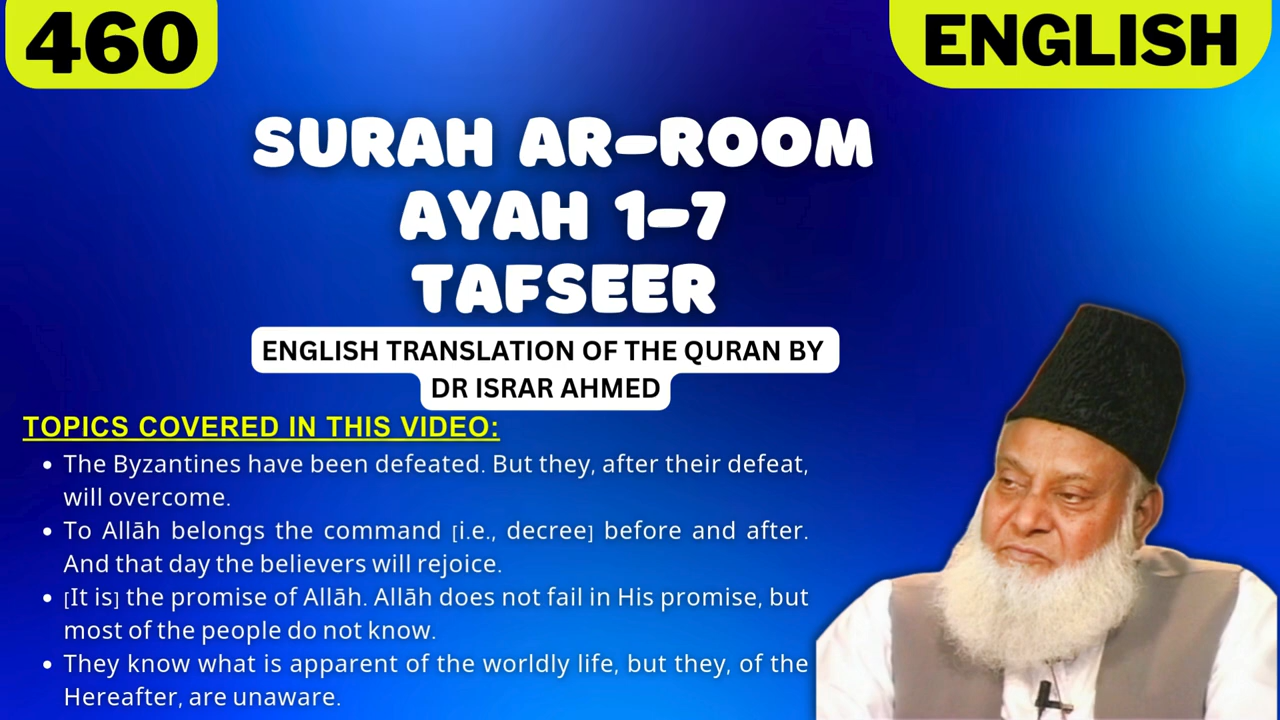 460
ENGLISH
SURAH AR-ROOM
AYAH 1-7
TAFSEER
ENGLISH TRANSLATION OF THE QURAN BY
DR ISRAR AHMED
TOPICS COVERED IN THIS VIDEO:
• The Byzantines have been defeated. But they, after their defeat,
will overcome.
• To Allāh belongs the command [i.e., decree] before and after.
And that day the believers will rejoice.
• [It is] the promise of Allāh. Allāh does not fail in His promise, but
most of the people do not know.
• They know what is apparent of the worldly life, but they, of the
Hereafter, are unaware.